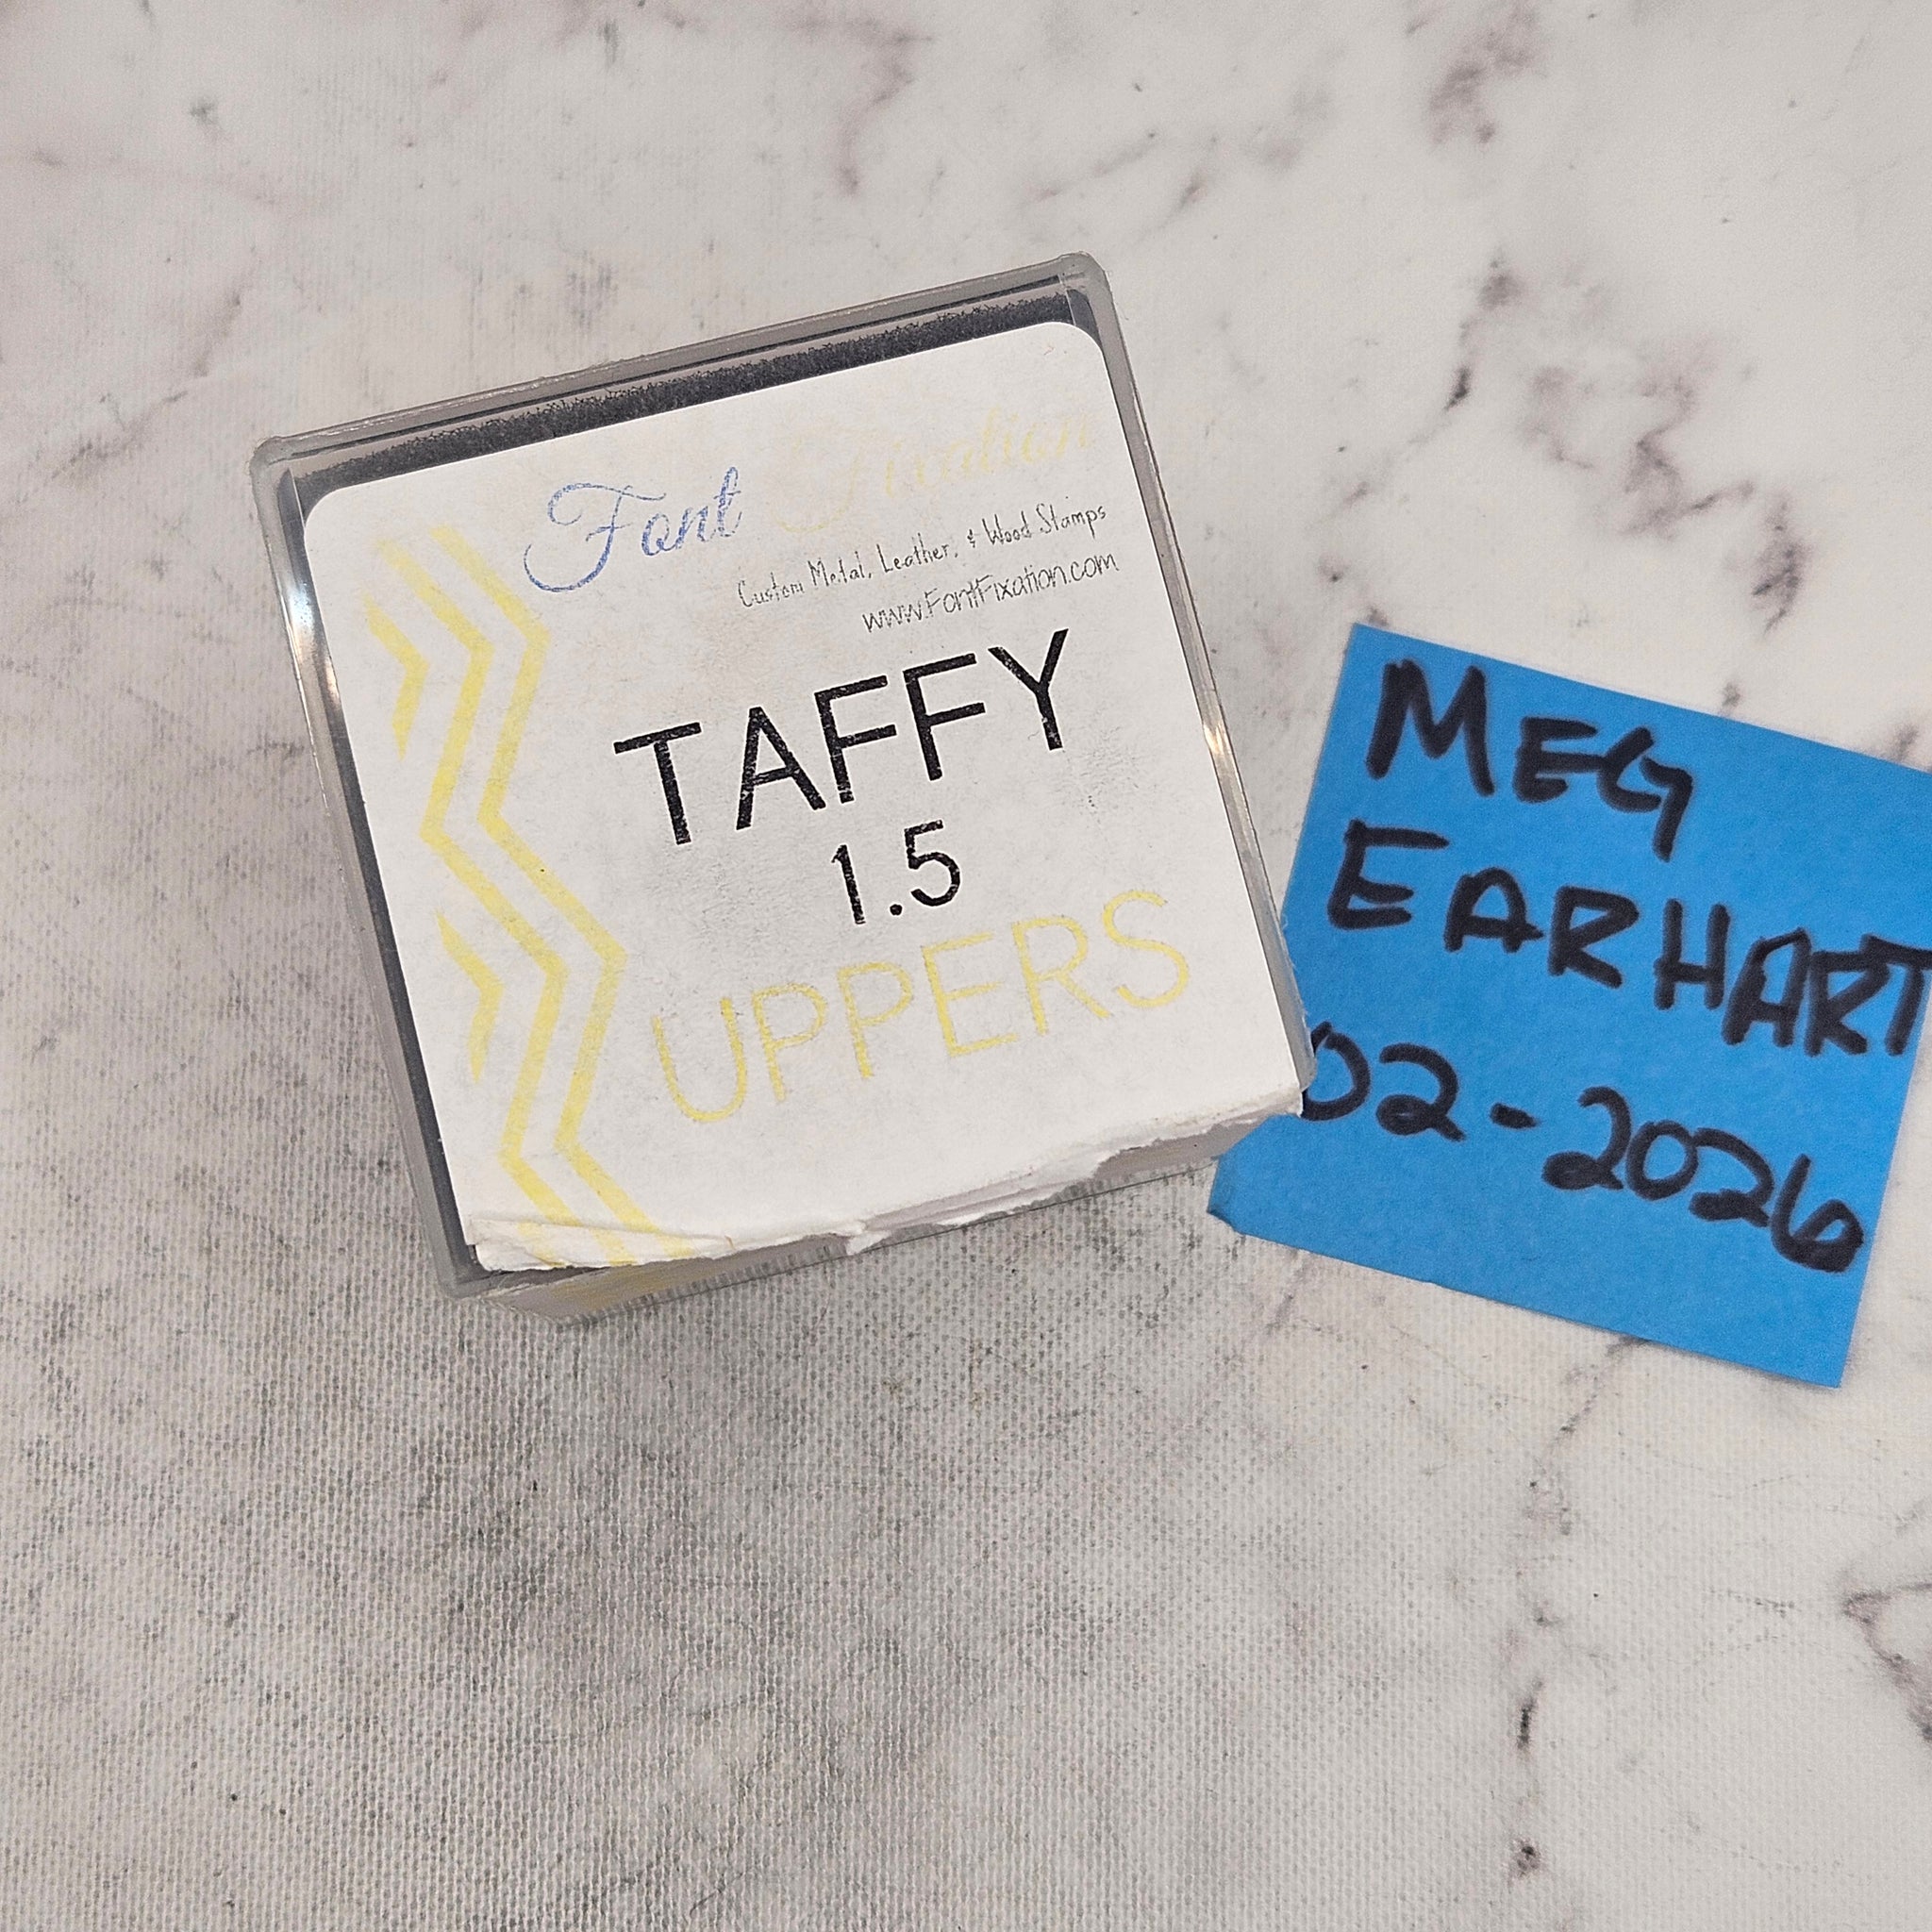 Font Fixation
Custom Metal, Leather, & Wood Stamps
www.FontFixation.com
TAFFY
1.5
UPPERS
MEG
EARHART
02-2026